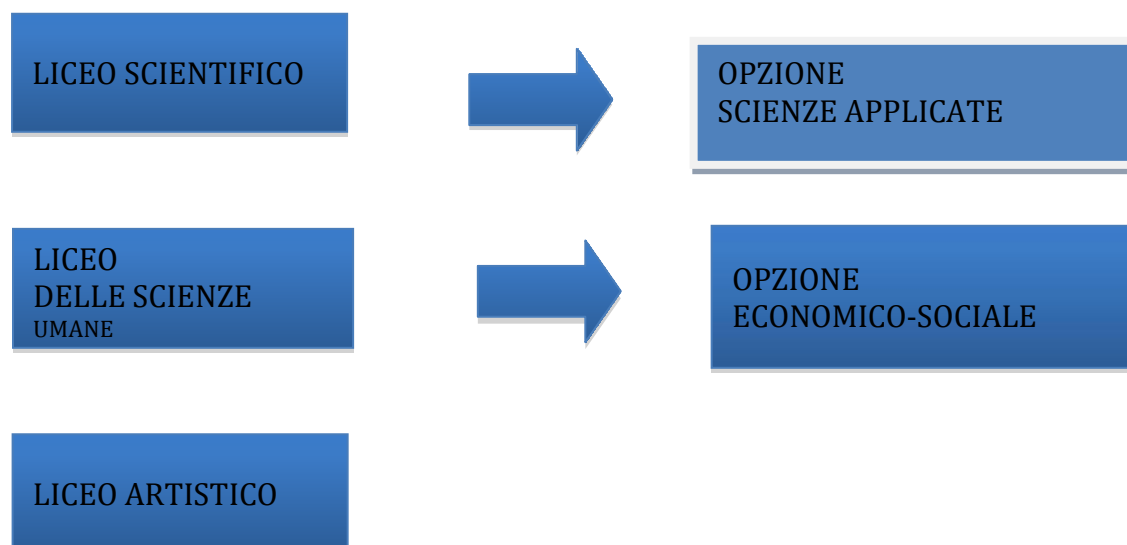 LICEO SCIENTIFICO
OPZIONE
SCIENZE APPLICATE
LICEO
DELLE SCIENZE
UMANE
OPZIONE
ECONOMICO-SOCIALE
LICEO ARTISTICO